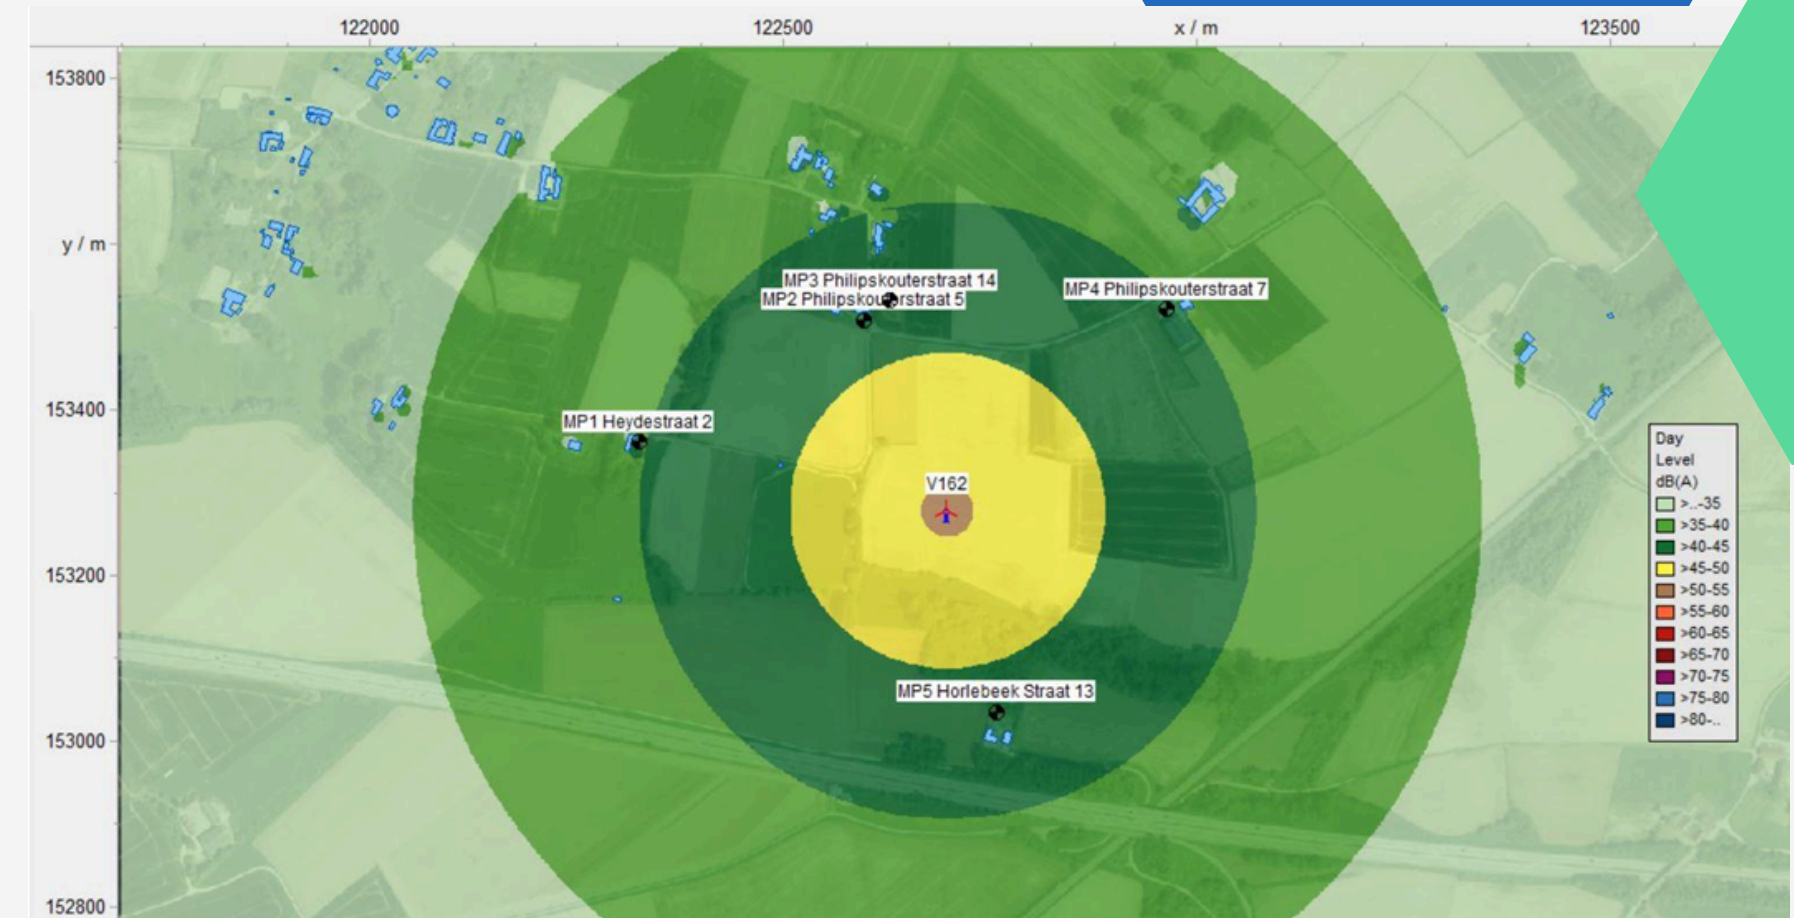 122000
122500
x / m
123500
153800
y / m
153400
153200
153000
152800
MP3 Philipskouterstraat 14
MP2 Philipskouterstraat 5
MP4 Philipskouterstraat 7
MP1 Heydestraat 2
V162
MP5 Horlebeek Straat 13
Day
Level
dB(A)
>..-35
>35-40
>40-45
>45-50
>50-55
>55-60
>60-65
>65-70
>70-75
>75-80
>80-..